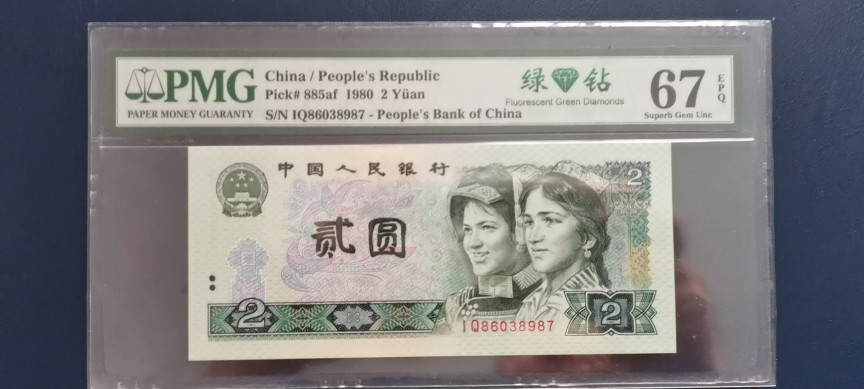 PMG
PAPER MONEY GUARANTY
China / People's Republic
Pick# 885af 1980 2 Yüan
S/N IQ86038987 - People's Bank of China
绿 钻
Fluorescent Green Diamonds
67 EPQ
Superb Gem Unc
中国人民银行
2
贰圆
2
IQ86038987
2